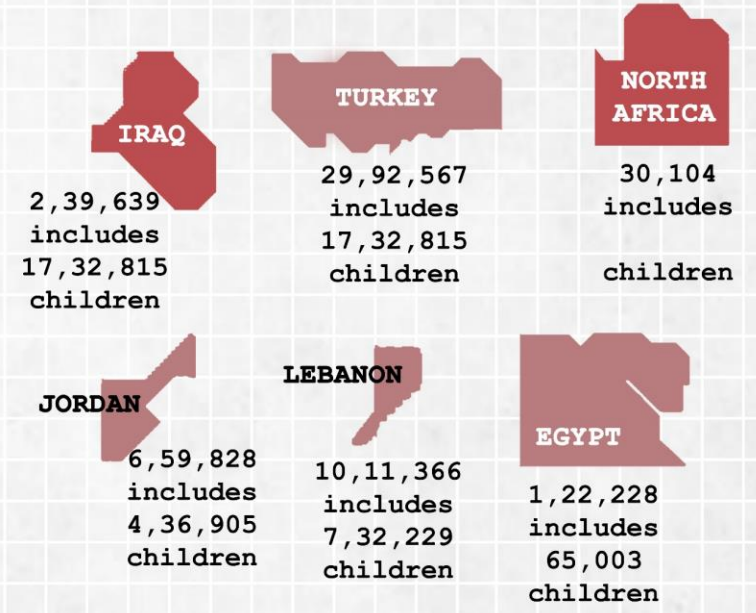 IRAQ
2,39,639
includes
17,32,815
children
TURKEY
29,92,567
includes
17,32,815
children
NORTH
AFRICA
30,104
includes
children
JORDAN
6,59,828
includes
4,36,905
children
LEBANON
10,11,366
includes
7,32,229
children
EGYPT
1,22,228
includes
65,003
children